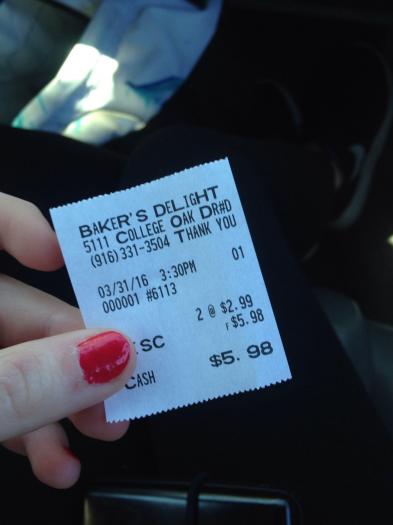 BAKER'S DELIGHT
5111 COLLEGE OAK DR#D
(916)331-3504 THANK YOU
03/31/16 3:30PM 01
000001 #6113
2 @ $2.99
SC F$5.98
CASH $5.98